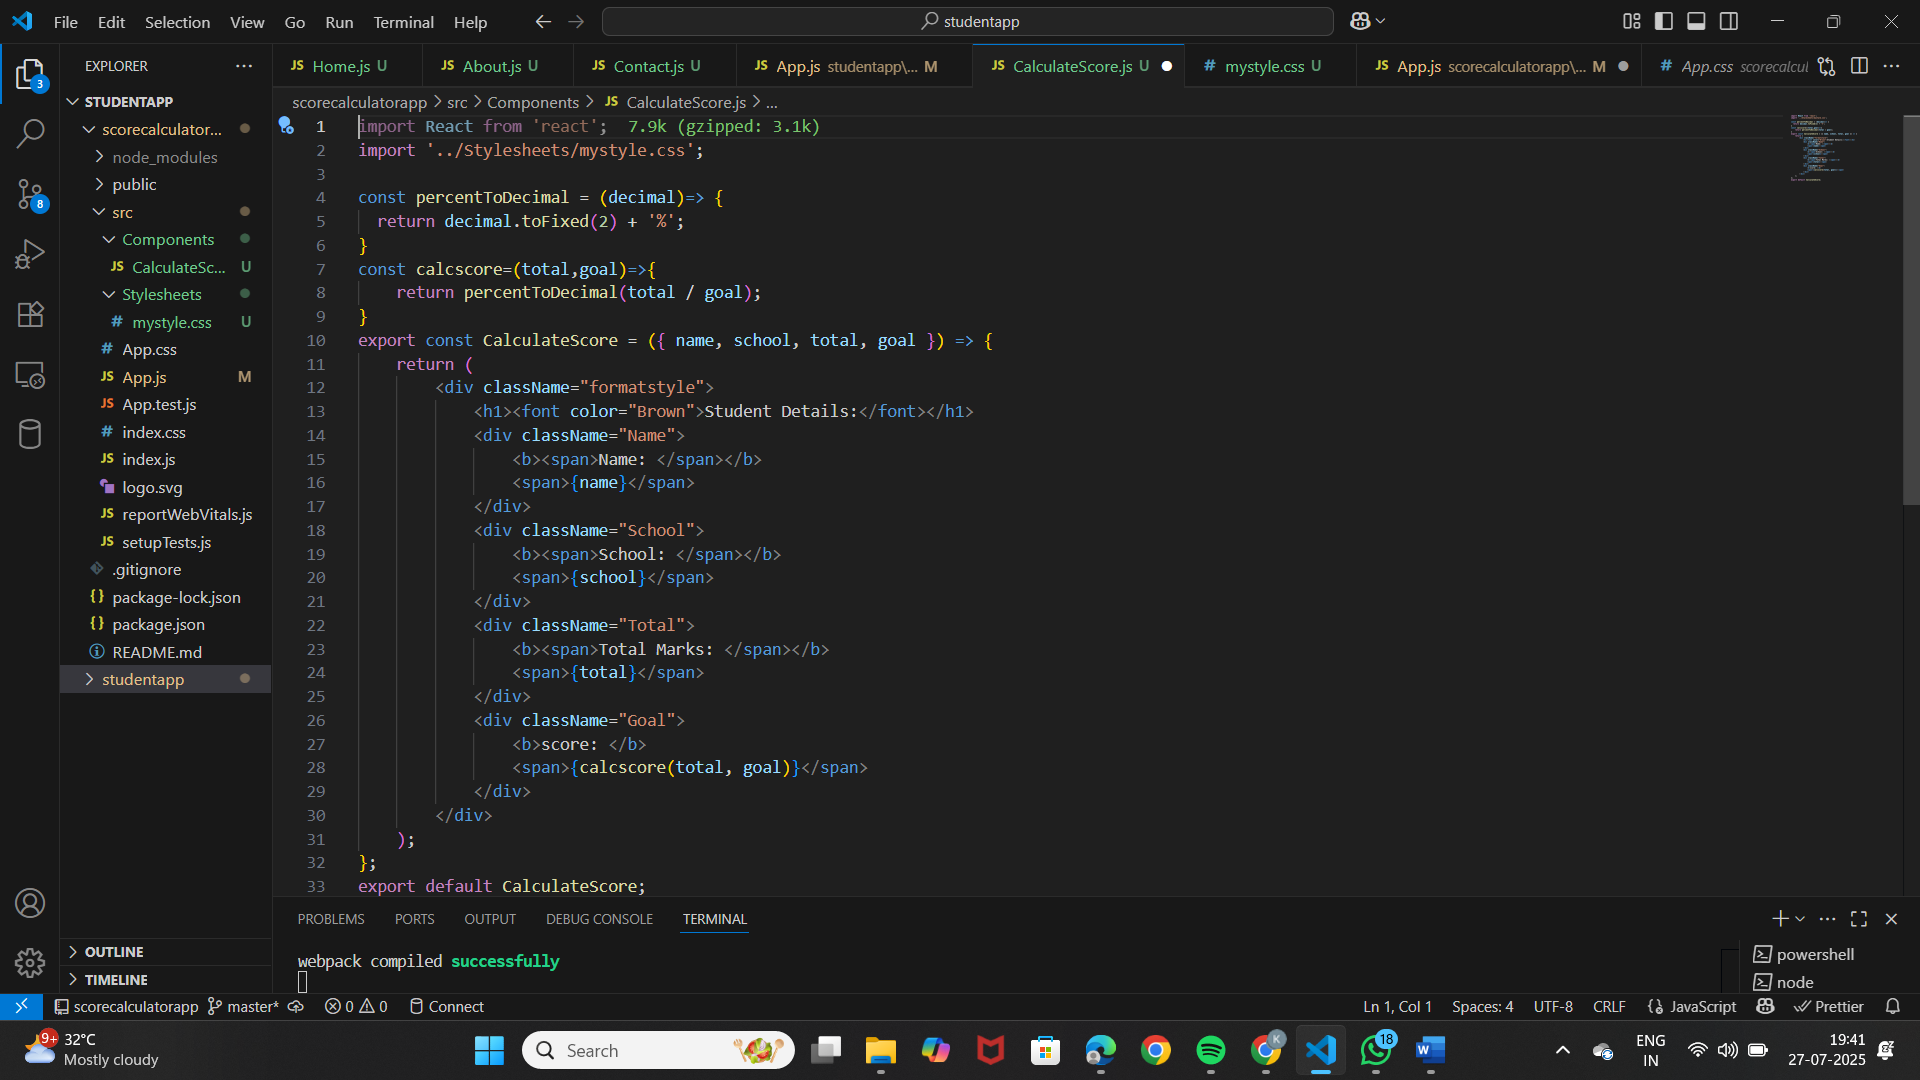 File Edit Selection View Go Run Terminal Help
studentapp
EXPLORER
Home.js U
About.js U
Contact.js U
App.js studentapp\... M
CalculateScore.js U
mystyle.css U
App.js scorecalculatorapp\... M
App.css scorecalcul
3
8
STUDENTAPP
scorecalculator...
node_modules
public
src
Components
CalculateSc... U
Stylesheets
mystyle.css U
App.css
App.js M
App.test.js
index.css
index.js
logo.svg
reportWebVitals.js
setupTests.js
.gitignore
package-lock.json
package.json
README.md
studentapp
OUTLINE
TIMELINE
scorecalculatorapp > src > Components > JS CalculateScore.js > ...
1 import React from 'react'; 7.9k (gzipped: 3.1k)
2 import '../Stylesheets/mystyle.css';
3
4 const percentToDecimal = (decimal)=> {
5 return decimal.toFixed(2) + '%';
6 }
7 const calcscore=(total,goal)=>{
8 return percentToDecimal(total / goal);
9 }
10 export const CalculateScore = ({ name, school, total, goal }) => {
11 return (
12 <div className="formatstyle">
13 <h1><font color="Brown">Student Details:</font></h1>
14 <div className="Name">
15 <b><span>Name: </span></b>
16 <span>{name}</span>
17 </div>
18 <div className="School">
19 <b><span>School: </span></b>
20 <span>{school}</span>
21 </div>
22 <div className="Total">
23 <b><span>Total Marks: </span></b>
24 <span>{total}</span>
25 </div>
26 <div className="Goal">
27 <b>score: </b>
28 <span>{calcscore(total, goal)}</span>
29 </div>
30 </div>
31 );
32 };
33 export default CalculateScore;
PROBLEMS PORTS OUTPUT DEBUG CONSOLE TERMINAL
webpack compiled successfully
powershell
node
scorecalculatorapp master* 0 0 Connect
Ln 1, Col 1 Spaces: 4 UTF-8 CRLF {} JavaScript Prettier
9+
32°C
Mostly cloudy
Search
K
18
ENG
IN
19:41
27-07-2025